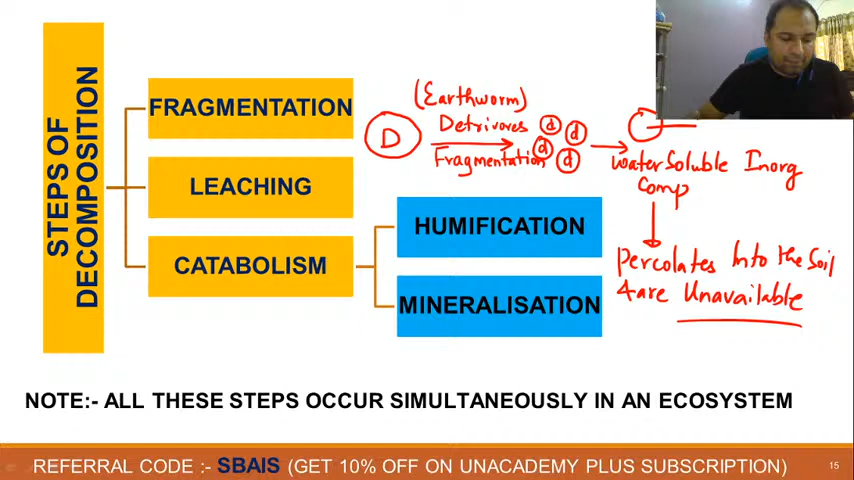 STEPS OF
DECOMPOSITION
FRAGMENTATION
LEACHING
CATABOLISM
HUMIFICATION
MINERALISATION
(Earthworm)
D
Detrivores
Fragmentation
d d
d d
water Soluble Inorg
Comp
percolates Into the Soil
& are Unavailable
NOTE:- ALL THESE STEPS OCCUR SIMULTANEOUSLY IN AN ECOSYSTEM
REFERRAL CODE :- SBAIS (GET 10% OFF ON UNACADEMY PLUS SUBSCRIPTION)
15